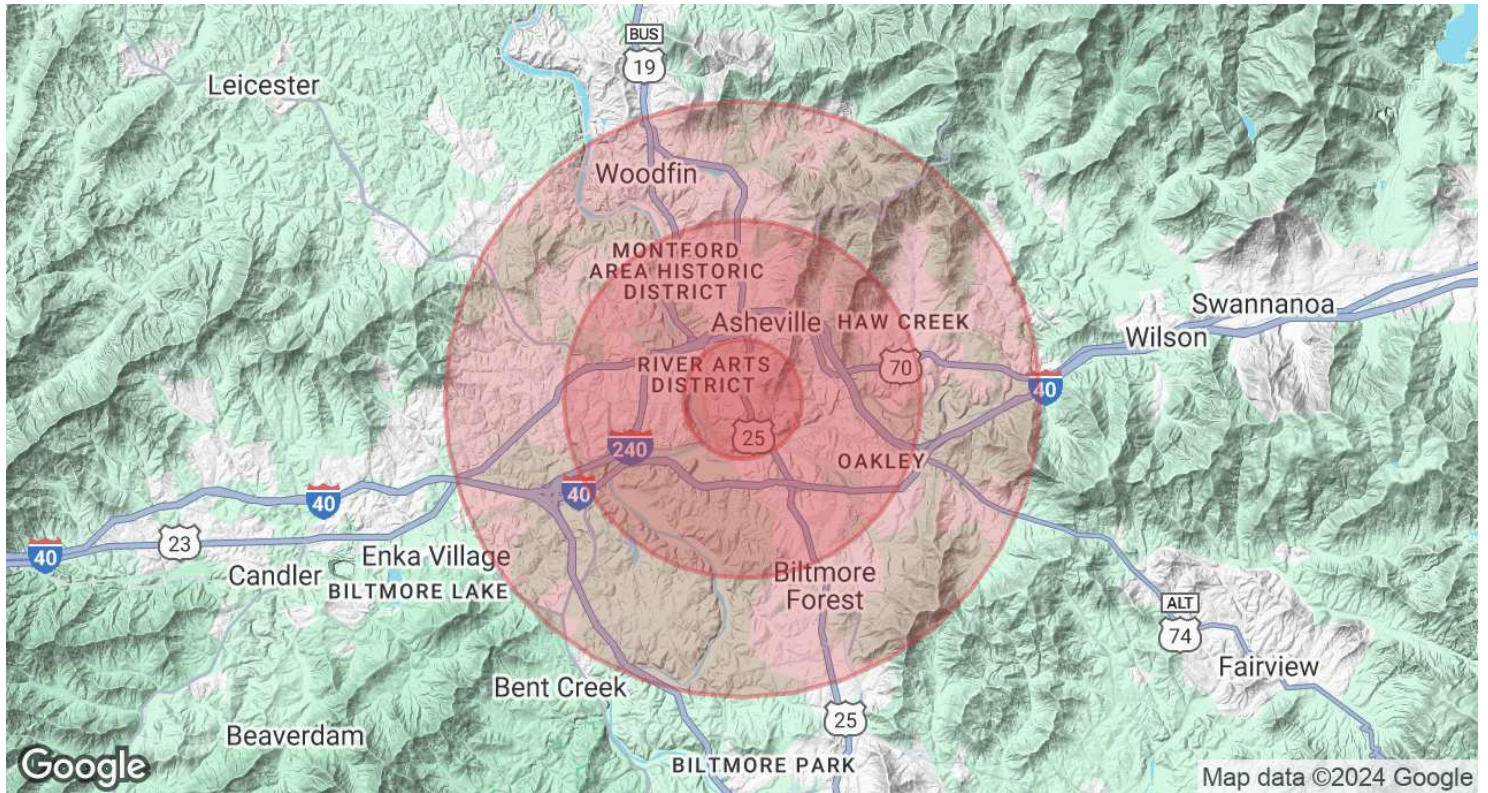 BUS
19
Leicester
Woodfin
MONTFORD
AREA HISTORIC
DISTRICT
Asheville
HAW CREEK
Swannanoa
Wilson
RIVER ARTS
DISTRICT
70
40
25
240
OAKLEY
40
40
23
40
Enka Village
Candler
BILTMORE LAKE
Biltmore
Forest
ALT
74
Fairview
Bent Creek
25
Beaverdam
BILTMORE PARK
Google
Map data ©2024 Google